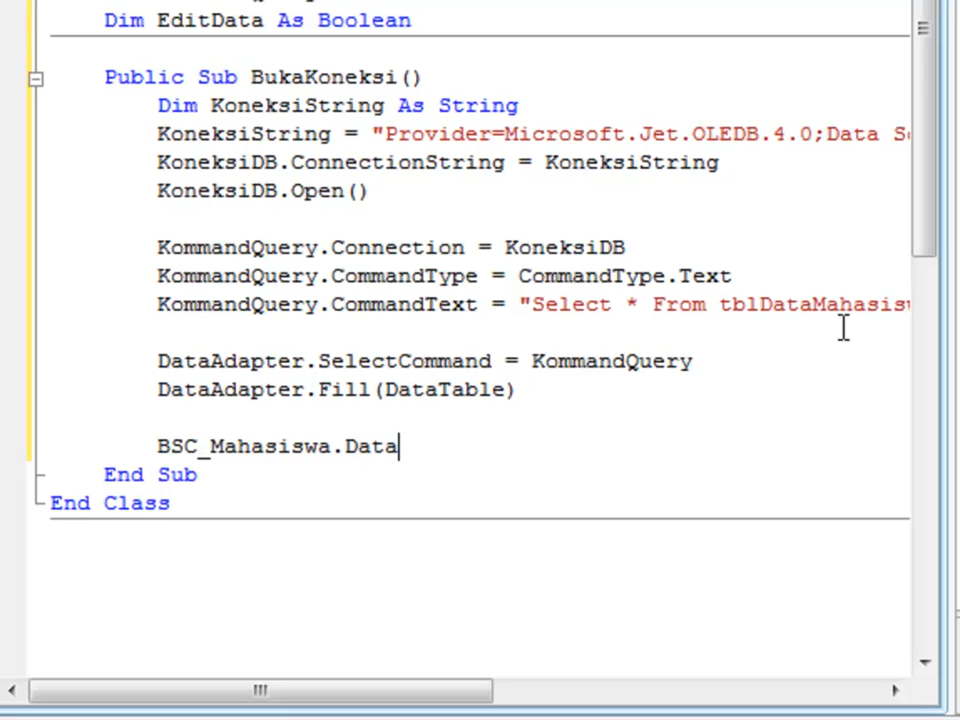 Dim EditData As Boolean
Public Sub BukaKoneksi()
Dim KoneksiString As String
KoneksiString = "Provider=Microsoft.Jet.OLEDB.4.0;Data
KoneksiDB.ConnectionString = KoneksiString
KoneksiDB.Open()
KommandQuery.Connection = KoneksiDB
KommandQuery.CommandType = CommandType.Text
KommandQuery.CommandText = "Select * From
DataAdapter.SelectCommand = KommandQuery
DataAdapter.Fill(DataTable)
BSC_Mahasiswa.Data
End Sub
End Class